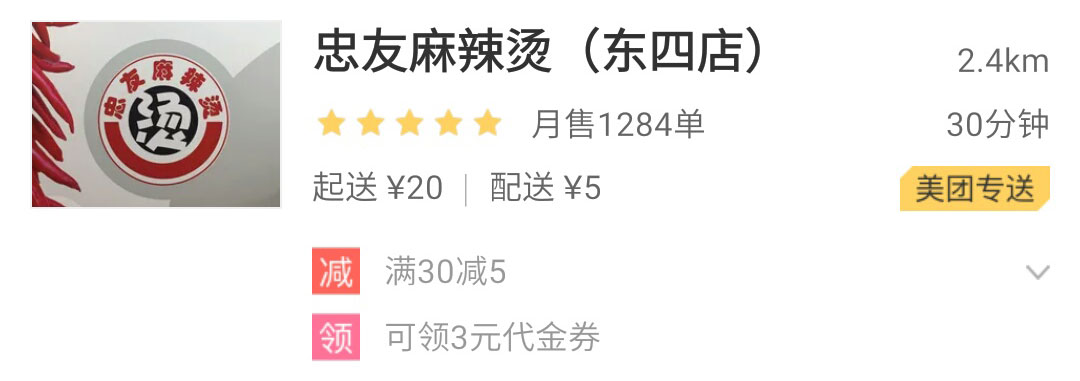 忠友麻辣烫
烫
忠友麻辣烫（东四店）
2.4km
月售1284单
30分钟
起送 ¥20 | 配送 ¥5
美团专送
减 满30减5
领 可领3元代金券